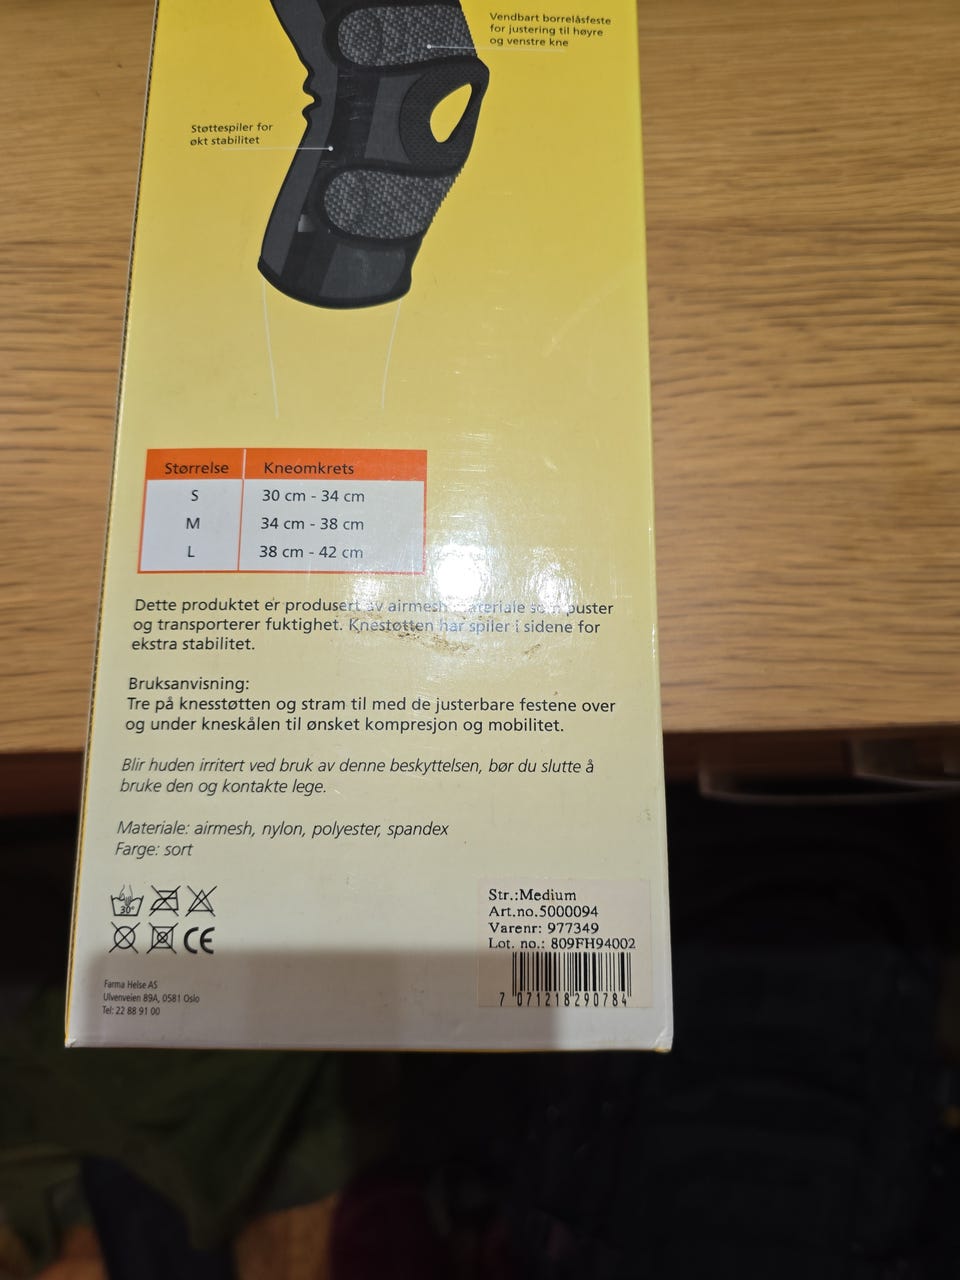 Vendbart borrelåsfeste
for justering til høyre
og venstre kne
Støttespiler for
økt stabilitet
Størrelse Kneomkrets
S 30 cm - 34 cm
M 34 cm - 38 cm
L 38 cm - 42 cm
Dette produktet er produsert av airmesh materiale som puster
og transporterer fuktighet. Knestøtten har spiler i sidene for
ekstra stabilitet.
Bruksanvisning:
Tre på knesstøtten og stram til med de justerbare festene over
og under kneskålen til ønsket kompresjon og mobilitet.
Blir huden irritert ved bruk av denne beskyttelsen, bør du slutte å
bruke den og kontakte lege.
Materiale: airmesh, nylon, polyester, spandex
Farge: sort
30°
CE
Str.:Medium
Art.no.5000094
Varenr: 977349
Lot. no.: 809FH94002
7 071218 290784
Farma Helse AS
Ulvenveien 89A, 0581 Oslo
Tel: 22 88 91 00